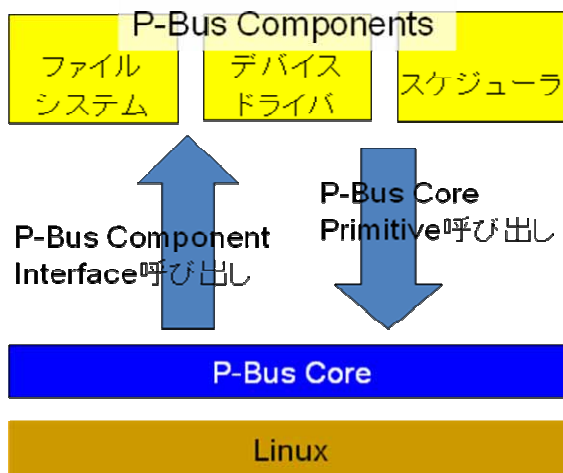 P-Bus Components
ファイル
システム
デバイス
ドライバ
スケジューラ
P-Bus Component
Interface呼び出し
P-Bus Core
Primitive呼び出し
P-Bus Core
Linux